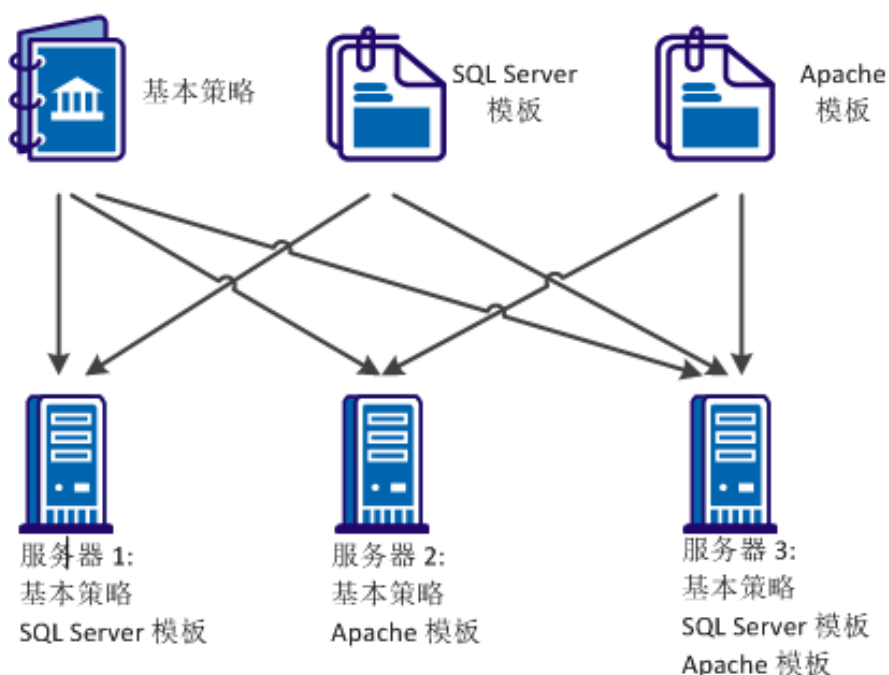 基本策略
SQL Server
模板
Apache
模板
服务器 1:
基本策略
SQL Server 模板
服务器 2:
基本策略
Apache 模板
服务器 3:
基本策略
SQL Server 模板
Apache 模板